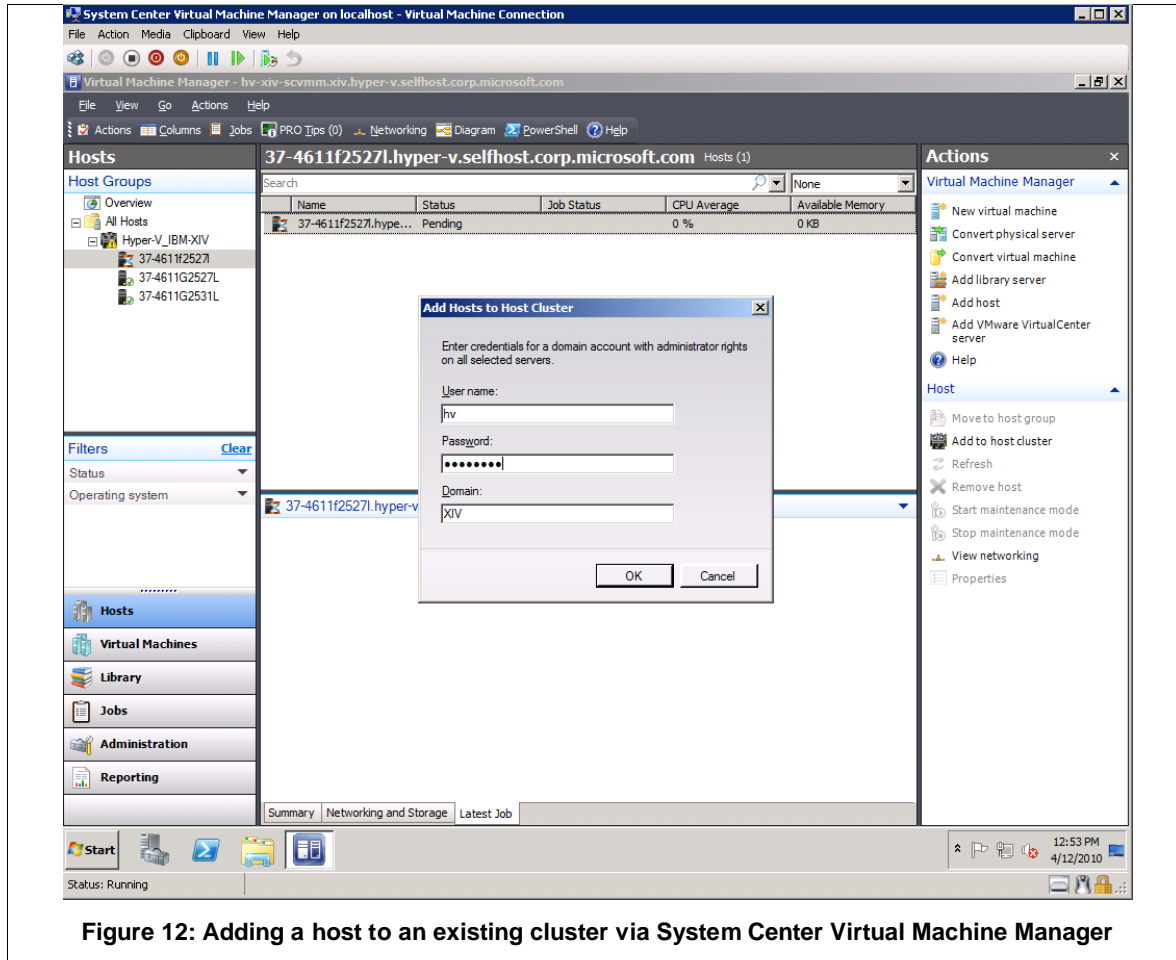 System Center Virtual Machine Manager on localhost - Virtual Machine Connection
File Action Media Clipboard View Help
Virtual Machine Manager - hv-xiv-scvmm.xiv.hyper-v.selfhost.corp.microsoft.com
File View Go Actions Help
Actions Columns Jobs PRO Tips (0) Networking Diagram PowerShell Help
Hosts
Host Groups
Overview
All Hosts
Hyper-V_IBM-XIV
37-4611f2527l
37-4611G2527L
37-4611G2531L
Filters Clear
Status
Operating system
Hosts
Virtual Machines
Library
Jobs
Administration
Reporting
37-4611f2527l.hyper-v.selfhost.corp.microsoft.com Hosts (1)
Search None
Name Status Job Status CPU Average Available Memory
37-4611f2527l.hype... Pending 0 % 0 KB
Add Hosts to Host Cluster
Enter credentials for a domain account with administrator rights
on all selected servers.
User name:
hv
Password:
●●●●●●●●
Domain:
XIV
OK Cancel
37-4611f2527l.hyper-v
Summary Networking and Storage Latest Job
Actions
Virtual Machine Manager
New virtual machine
Convert physical server
Convert virtual machine
Add library server
Add host
Add VMware VirtualCenter
server
Help
Host
Move to host group
Add to host cluster
Refresh
Remove host
Start maintenance mode
Stop maintenance mode
View networking
Properties
Start
12:53 PM
4/12/2010
Status: Running
Figure 12: Adding a host to an existing cluster via System Center Virtual Machine Manager